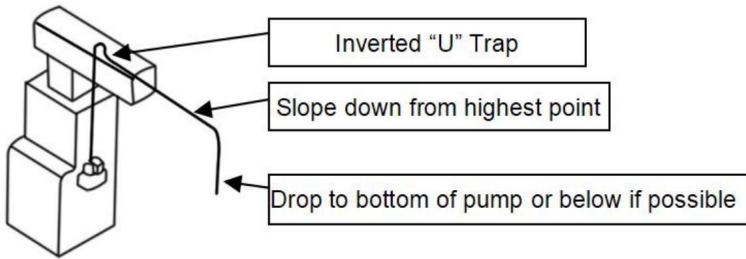 Inverted “U” Trap
Slope down from highest point
Drop to bottom of pump or below if possible